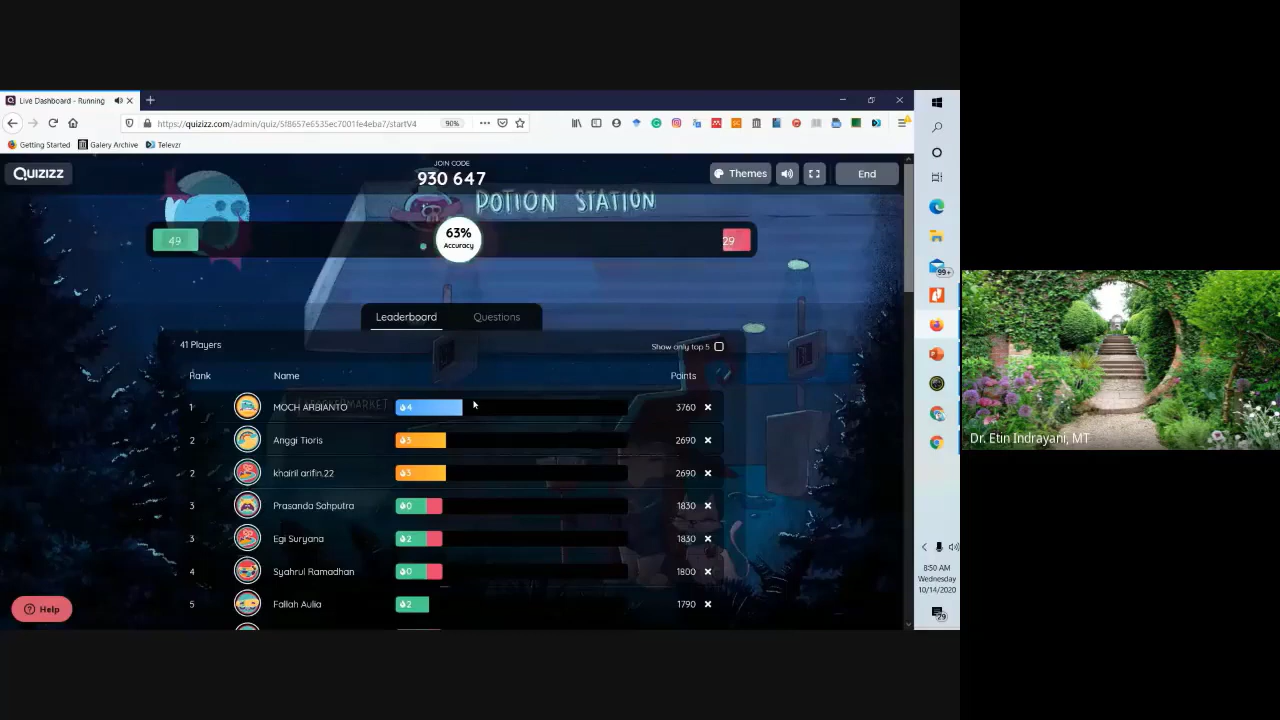 Live Dashboard - Running
https://quizizz.com/admin/quiz/5f8657e6535ec7001fe4eba7/startV4
90%
Getting Started
Galery Archive
Televzr
QUIZIZZ
JOIN CODE
930 647
Themes
End
POTION STATION
49
63%
Accuracy
29
Leaderboard
Questions
41 Players
Show only top 5
Rank
Name
Points
1 MOCH ARBIANTO 4 3760
2 Anggi Tioris 3 2690
2 khairil arifin.22 3 2690
3 Prasanda Sahputra 0 1830
3 Egi Suryana 2 1830
4 Syahrul Ramadhan 0 1800
5 Fallah Aulia 2 1790
Help
99+
8:50 AM
Wednesday
10/14/2020
29
Dr. Etin Indrayani, MT